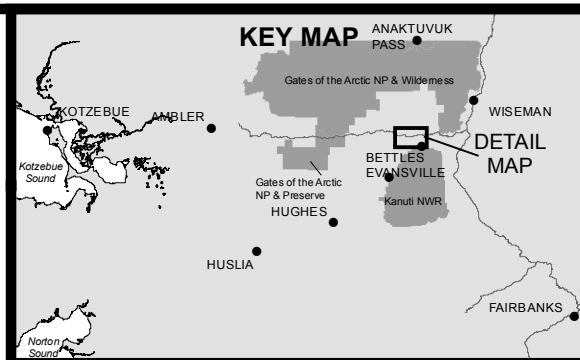 KEY MAP
ANAKTUVUK
PASS
Gates of the Arctic NP & Wilderness
KOTZEBUE
AMBLER
WISEMAN
Kotzebue
Sound
DETAIL
MAP
BETTLES
EVANSVILLE
Gates of the Arctic
NP & Preserve
Kanuti NWR
HUGHES
HUSLIA
FAIRBANKS
Norton
Sound